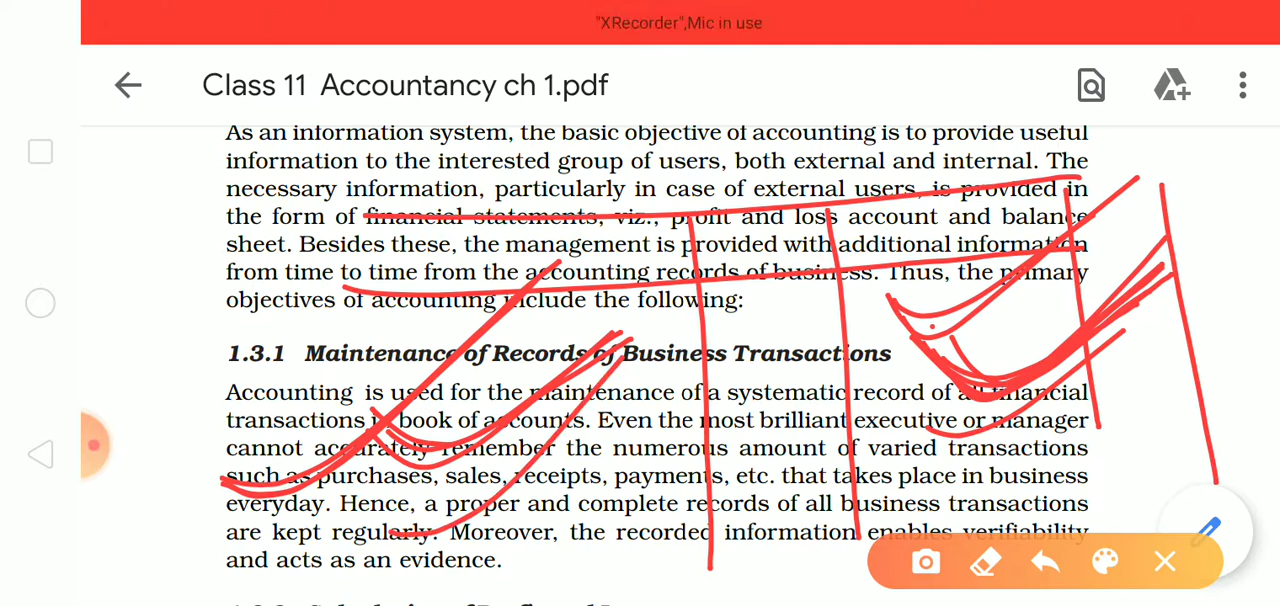 "XRecorder",Mic in use
Class 11 Accountancy ch 1.pdf
As an information system, the basic objective of accounting is to provide useful
information to the interested group of users, both external and internal. The
necessary information, particularly in case of external users, is provided in
the form of financial statements, viz., profit and loss account and balance
sheet. Besides these, the management is provided with additional information
from time to time from the accounting records of business. Thus, the primary
objectives of accounting include the following:
1.3.1 Maintenance of Records of Business Transactions
Accounting is used for the maintenance of a systematic record of all financial
transactions in book of accounts. Even the most brilliant executive or manager
cannot accurately remember the numerous amount of varied transactions
such as purchases, sales, receipts, payments, etc. that takes place in business
everyday. Hence, a proper and complete records of all business transactions
are kept regularly. Moreover, the recorded information enables verifiability
and acts as an evidence.